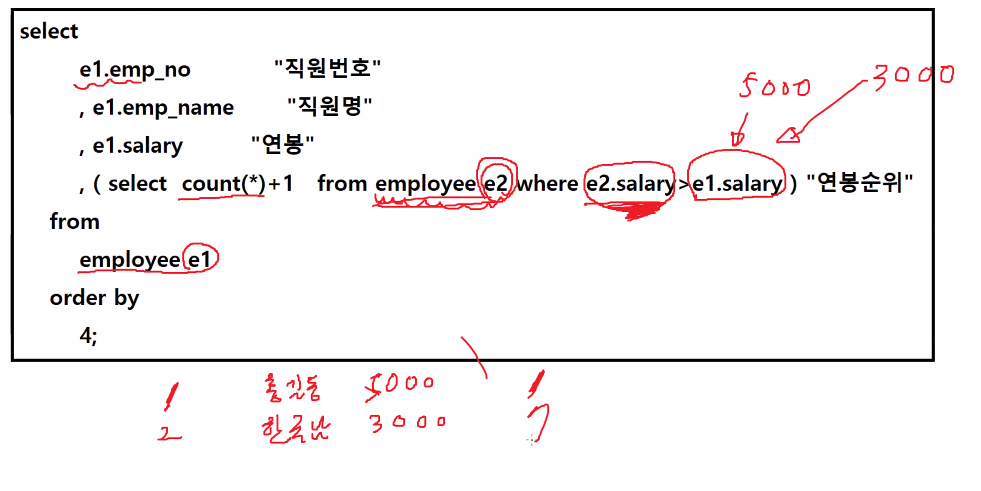 select
e1.emp_no "직원번호"
5000 3000
, e1.emp_name "직원명"
, e1.salary "연봉"
, ( select count(*)+1 from employee e2 where e2.salary>e1.salary ) "연봉순위"
from
employee e1
order by
4;
1 홍길동 5000 1
2 한국남 3000 7